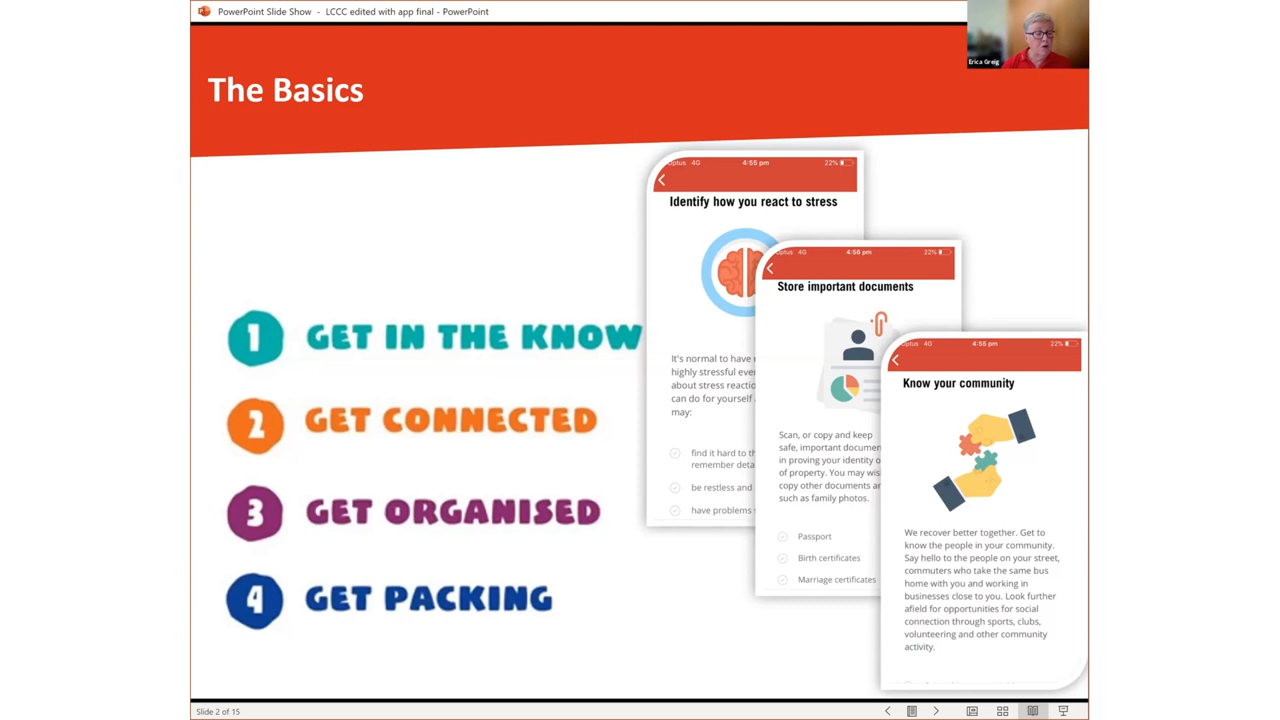 PowerPoint Slide Show - LCCC edited with app final - PowerPoint
Erica Greig
The Basics
1 GET IN THE KNOW
2 GET CONNECTED
3 GET ORGANISED
4 GET PACKING
Optus 4G 4:55 pm 22%
Identify how you react to stress
It's normal to have
highly stressful
about stress
can do for yourself
may:
find it hard to
remember
be restless and
have problems
Optus 4G 4:56 pm 22%
Store important documents
Scan, or copy and keep
safe, important
in proving your identity
of property. You may
copy other documents
such as family photos.
Passport
Birth certificates
Marriage certificates
Optus 4G 4:55 pm 22%
Know your community
We recover better together. Get to
know the people in your community.
Say hello to the people on your street,
commuters who take the same bus
home with you and working in
businesses close to you. Look further
afield for opportunities for social
connection through sports, clubs,
volunteering and other community
activity.
Slide 2 of 15